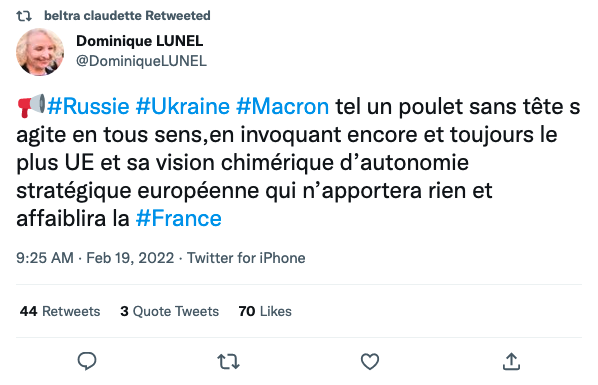 beltra claudette Retweeted
Dominique LUNEL
@DominiqueLUNEL
📢#Russie #Ukraine #Macron tel un poulet sans tête s
agite en tous sens,en invoquant encore et toujours le
plus UE et sa vision chimérique d’autonomie
stratégique européenne qui n’apportera rien et
affaiblira la #France
9:25 AM · Feb 19, 2022 · Twitter for iPhone
44 Retweets 3 Quote Tweets 70 Likes